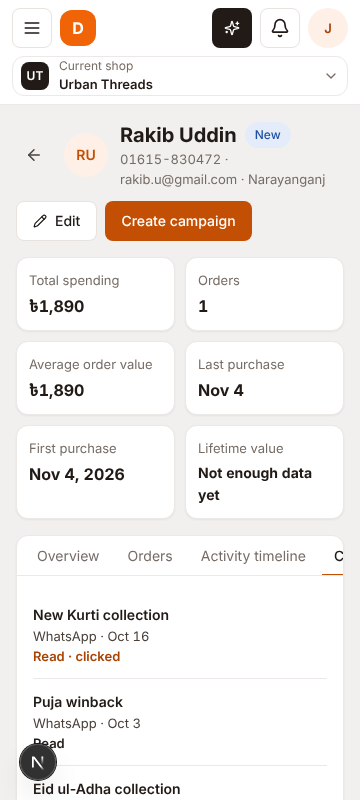 D
J
UT
Current shop
Urban Threads
RU
Rakib Uddin
New
01615-830472 ·
rakib.u@gmail.com · Narayanganj
Edit
Create campaign
Total spending
৳1,890
Orders
1
Average order value
৳1,890
Last purchase
Nov 4
First purchase
Nov 4, 2026
Lifetime value
Not enough data
yet
Overview
Orders
Activity timeline
New Kurti collection
WhatsApp · Oct 16
Read · clicked
Puja winback
WhatsApp · Oct 3
Read
N
Eid ul-Adha collection